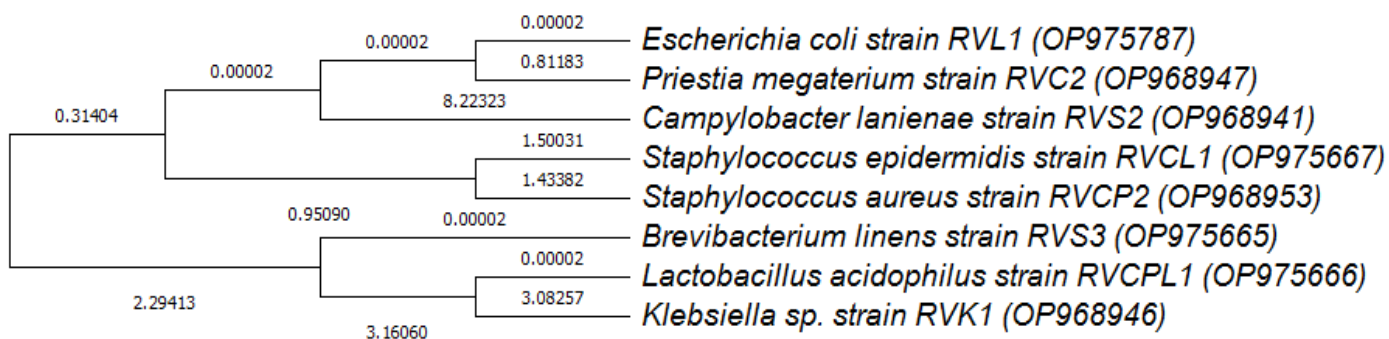 0.00002
0.00002
Escherichia coli strain RVL1 (OP975787)
0.00002
0.81183
Priestia megaterium strain RVC2 (OP968947)
0.31404
8.22323
Campylobacter lanienae strain RVS2 (OP968941)
1.50031
Staphylococcus epidermidis strain RVCL1 (OP975667)
1.43382
Staphylococcus aureus strain RVCP2 (OP968953)
0.95090
0.00002
Brevibacterium linens strain RVS3 (OP975665)
0.00002
Lactobacillus acidophilus strain RVCPL1 (OP975666)
2.29413
3.08257
Klebsiella sp. strain RVK1 (OP968946)
3.16060